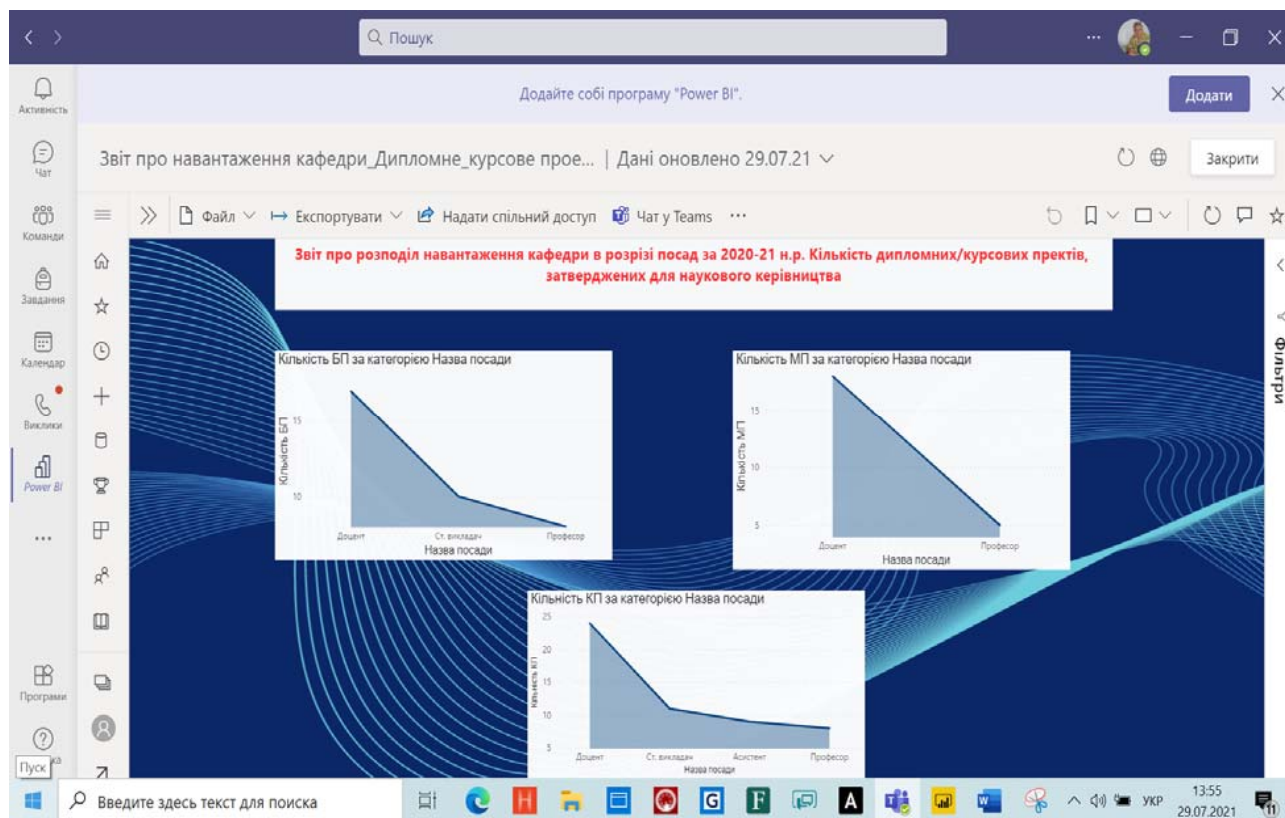 Пошук
Активність
Додайте собі програму "Power BI".
Додати
Чат
Звіт про навантаження кафедри_Дипломне_курсове прое... | Дані оновлено 29.07.21
Закрити
Команди
Файл
Експортувати
Надати спільний доступ
Чат у Teams
Завдання
Календар
Виклики
Power BI
Програми
Пуск
Фільтри
Звіт про розподіл навантаження кафедри в розрізі посад за 2020-21 н.р. Кількість дипломних/курсових пректів,
затверджених для наукового керівництва
Кількість БП за категорією Назва посади
Кількість БП
15
10
Доцент
Ст. викладач
Професор
Назва посади
Кількість МП за категорією Назва посади
Кількість МП
15
10
5
Доцент
Професор
Назва посади
Кількість КП за категорією Назва посади
Кількість КП
25
20
15
10
5
Доцент
Ст. викладач
Асистент
Професор
Назва посади
Введите здесь текст для поиска
H
G
F
A
УКР
13:55
29.07.2021
11